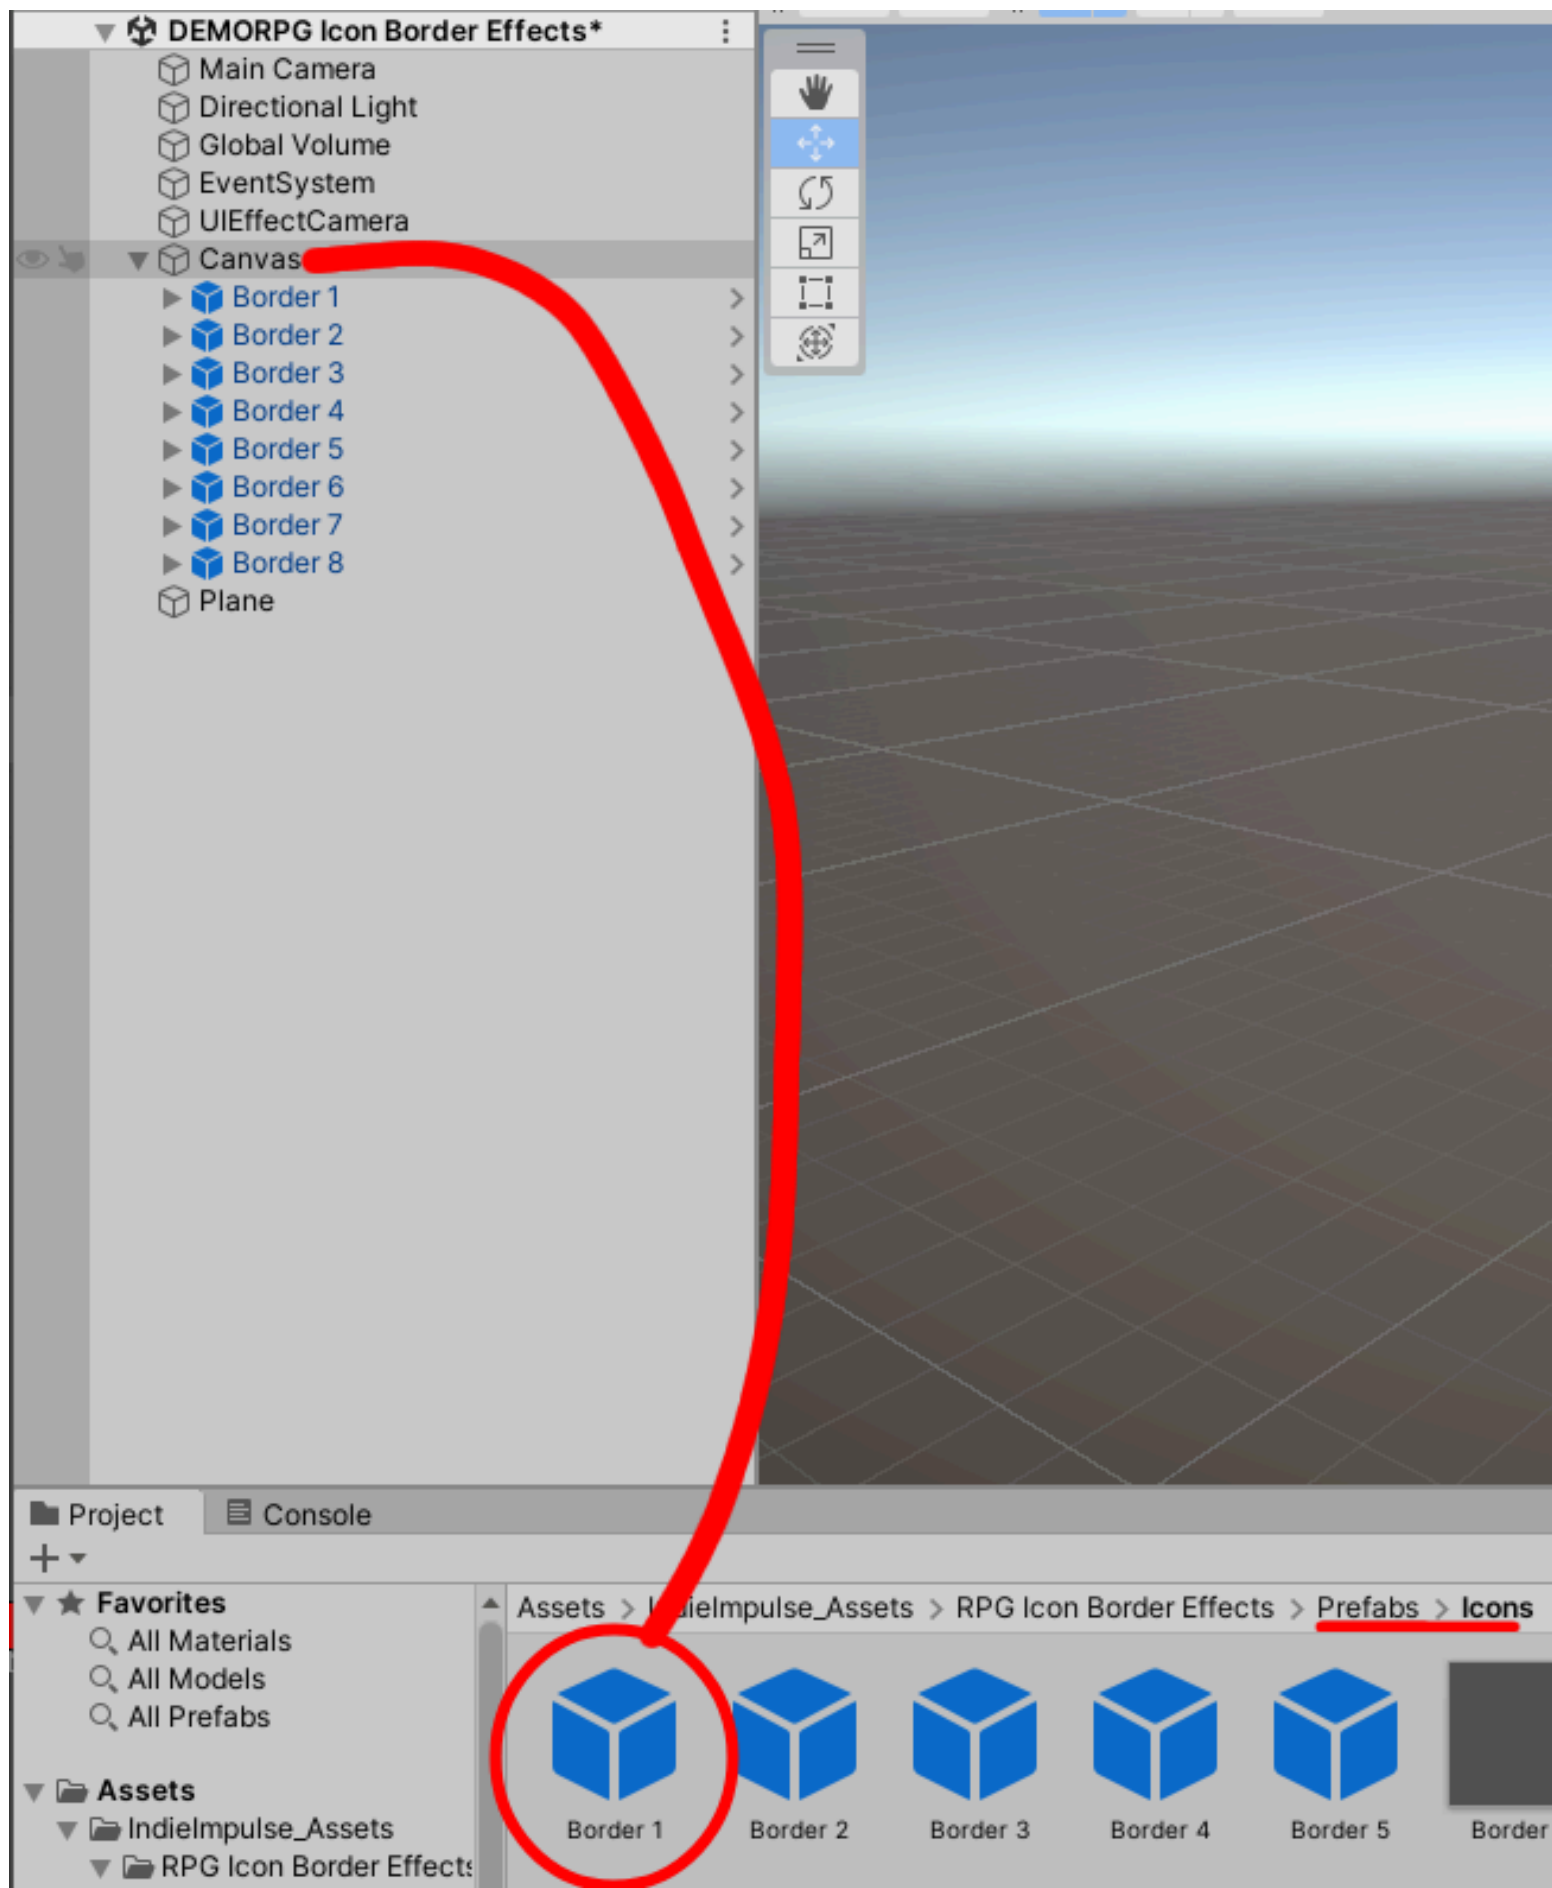 DEMORPG Icon Border Effects*
Main Camera
Directional Light
Global Volume
EventSystem
UIEffectCamera
Canvas
Border 1
Border 2
Border 3
Border 4
Border 5
Border 6
Border 7
Border 8
Plane
Project
Console
Favorites
All Materials
All Models
All Prefabs
Assets
IndieImpulse_Assets
RPG Icon Border Effects
Assets > IndieImpulse_Assets > RPG Icon Border Effects > Prefabs > Icons
Border 1
Border 2
Border 3
Border 4
Border 5
Border